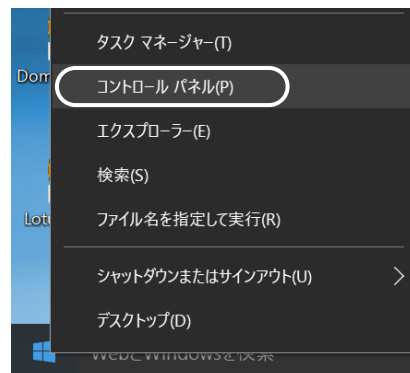 タスク マネージャー(T)
Dom
コントロール パネル(P)
エクスプローラー(E)
検索(S)
Lotu
ファイル名を指定して実行(R)
シャットダウンまたはサインアウト(U)
デスクトップ(D)
WebとWindowsを検索